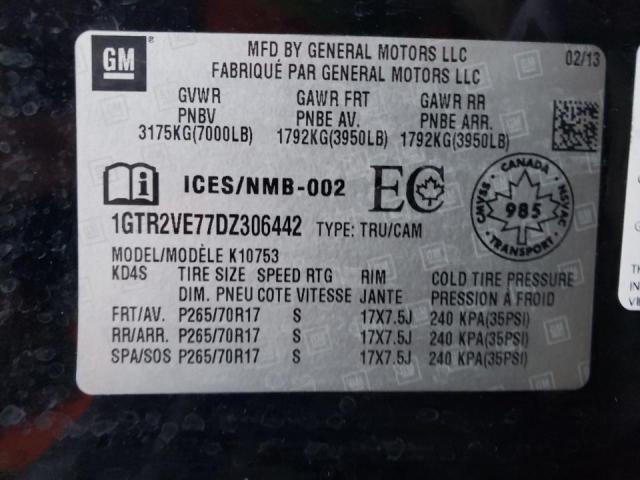 GM
MFD BY GENERAL MOTORS LLC 02/13
FABRIQUÉ PAR GENERAL MOTORS LLC
GVWR GAWR FRT GAWR RR
PNBV PNBE AV. PNBE ARR.
3175KG(7000LB) 1792KG(3950LB) 1792KG(3950LB)
ICES/NMB-002 EC
CANADA
CMVSS NSVAC
985
TRANSPORT
1GTR2VE77DZ306442 TYPE: TRU/CAM
MODEL/MODÈLE K10753
KD4S TIRE SIZE SPEED RTG RIM COLD TIRE PRESSURE
DIM. PNEU COTE VITESSE JANTE PRESSION À FROID
FRT/AV. P265/70R17 S 17X7.5J 240 KPA(35PSI)
RR/ARR. P265/70R17 S 17X7.5J 240 KPA(35PSI)
SPA/SOS P265/70R17 S 17X7.5J 240 KPA(35PSI)